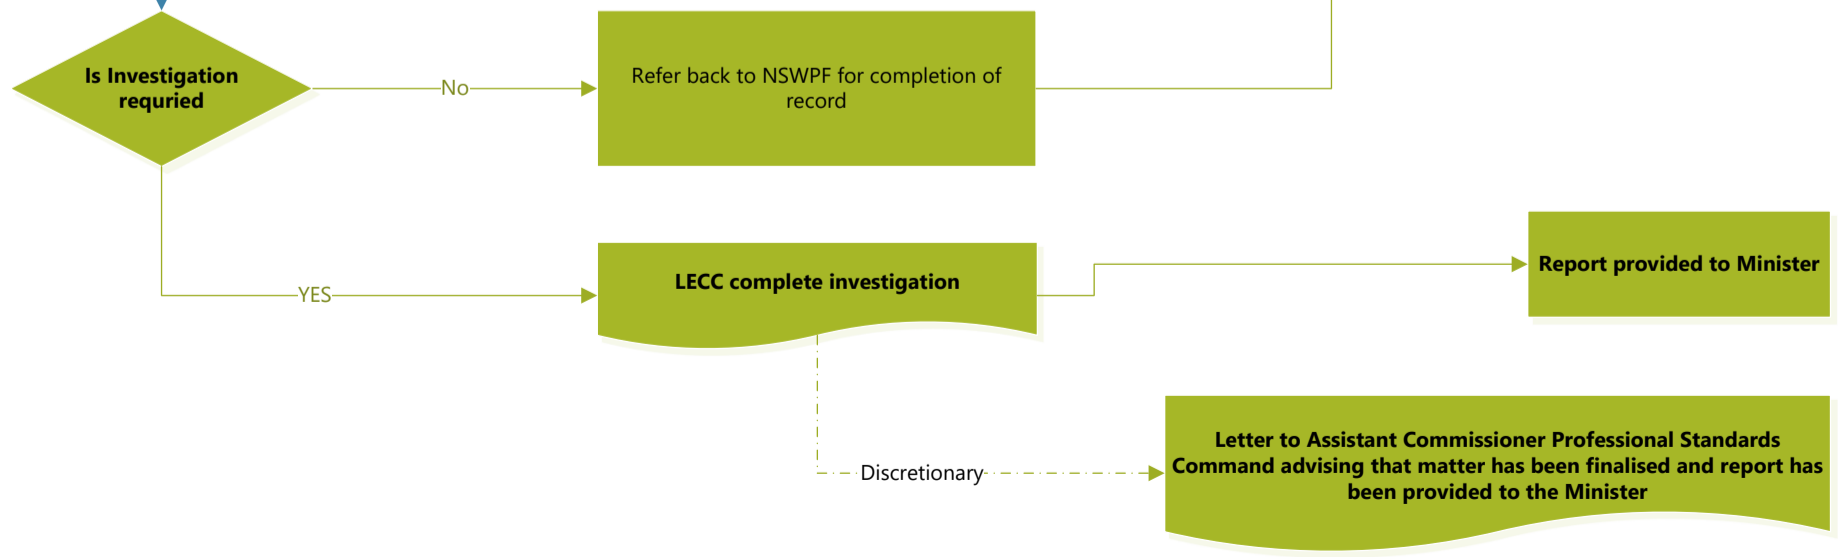 Is Investigation
requried
No
Refer back to NSWPF for completion of
record
YES
LECC complete investigation
Report provided to Minister
Discretionary
Letter to Assistant Commissioner Professional Standards
Command advising that matter has been finalised and report has
been provided to the Minister